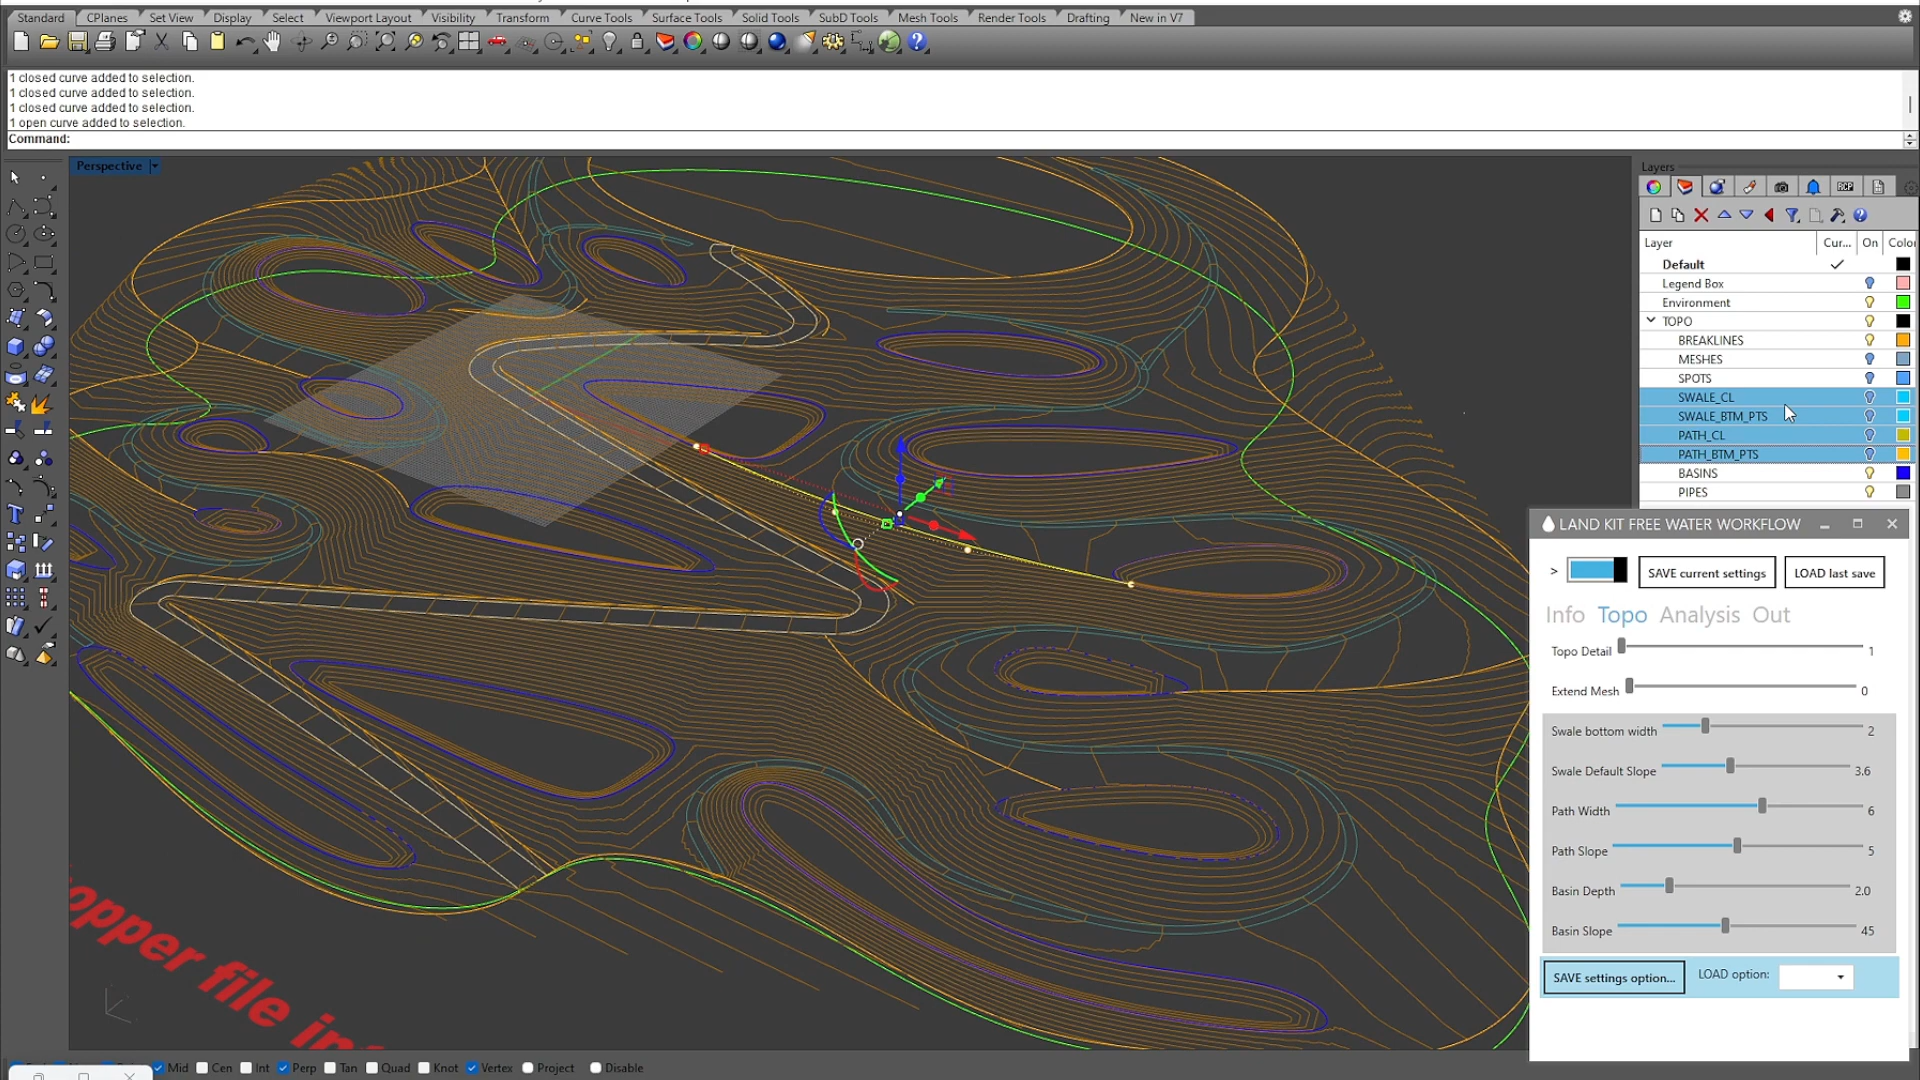 Standard CPlanes Set View Display Select Viewport Layout Visibility Transform Curve Tools Surface Tools Solid Tools SubD Tools Mesh Tools Render Tools Drafting New in V7
1 closed curve added to selection.
1 closed curve added to selection.
1 closed curve added to selection.
1 open curve added to selection.
Command:
Perspective
Layers
RCP
Layer Cur... On Color
Default
Legend Box
Environment
TOPO
BREAKLINES
MESHES
SPOTS
SWALE_CL
SWALE_BTM_PTS
PATH_CL
PATH_BTM_PTS
BASINS
PIPES
LAND KIT FREE WATER WORKFLOW
> SAVE current settings LOAD last save
Info Topo Analysis Out
Topo Detail 1
Extend Mesh 0
Swale bottom width 2
Swale Default Slope 3.6
Path Width 6
Path Slope 5
Basin Depth 2.0
Basin Slope 45
SAVE settings option... LOAD option:
opper file in
Mid Cen Int Perp Tan Quad Knot Vertex Project Disable